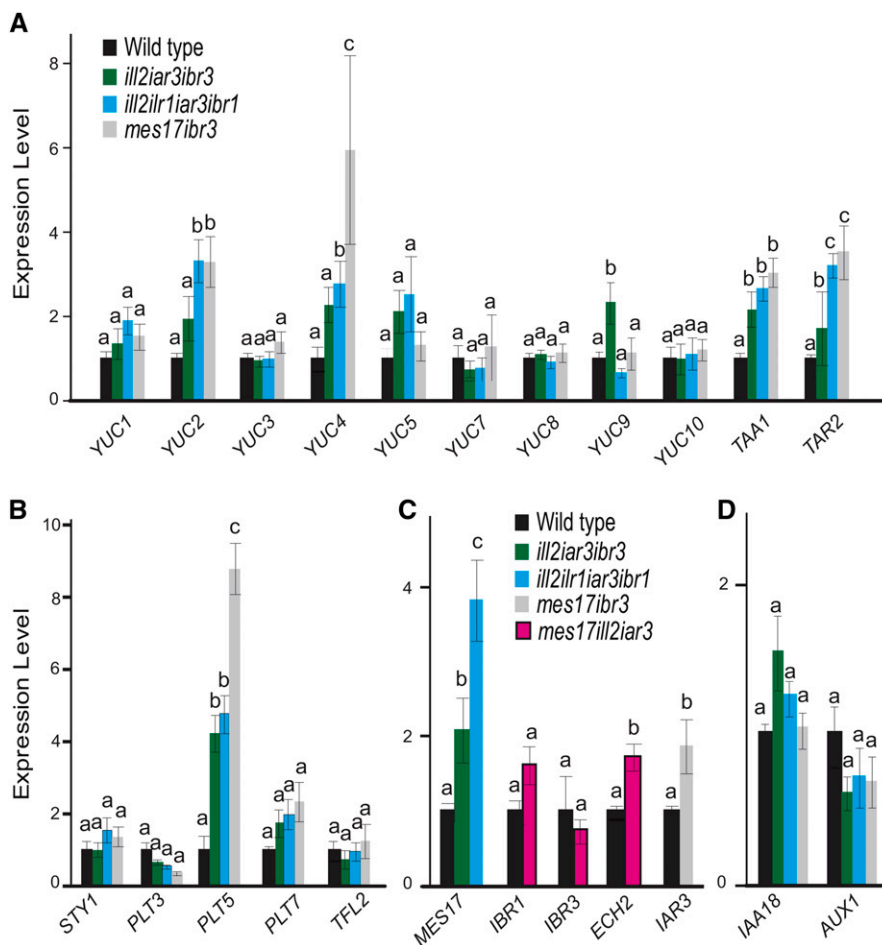 A
Wild type
ill2iar3ibr3
ill2ilr1iar3ibr1
mes17ibr3
Expression Level
8
6
4
2
0
a a a a
a a b b
a a a a
a a b c
a a a a
a a a a
a a a a
a b a a
a a a a
a b b b
a b c c
YUC1 YUC2 YUC3 YUC4 YUC5 YUC7 YUC8 YUC9 YUC10 TAA1 TAR2
B
Expression Level
10
8
6
4
2
0
a a a a
a a a a
a b b c
a a a a
a a a a
STY1 PLT3 PLT5 PLT7 TFL2
C
Wild type
ill2iar3ibr3
ill2ilr1iar3ibr1
mes17ibr3
mes17ill2iar3
4
2
0
a b c
a a
a a
a b
a b
MES17 IBR1 IBR3 ECH2 IAR3
D
2
0
a a a a
a a a a
IAA18 AUX1